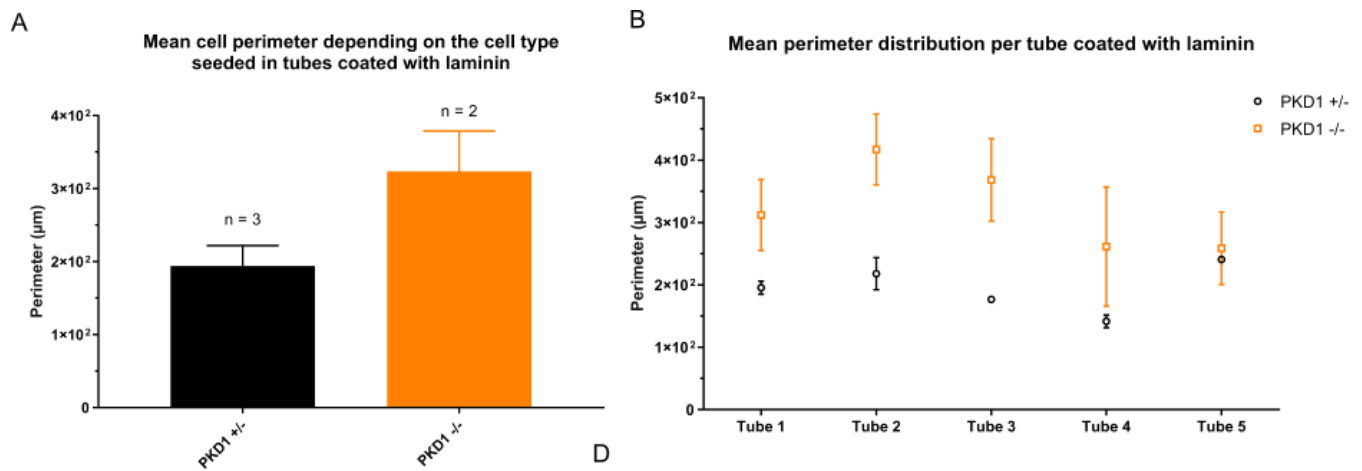 A
Mean cell perimeter depending on the cell type
seeded in tubes coated with laminin
Perimeter (µm)
4×10²
3×10²
2×10²
1×10²
0
n = 3
n = 2
PKD1 +/-
PKD1 -/-
D
B
Mean perimeter distribution per tube coated with laminin
PKD1 +/-
PKD1 -/-
Perimeter (µm)
5×10²
4×10²
3×10²
2×10²
1×10²
0
Tube 1
Tube 2
Tube 3
Tube 4
Tube 5